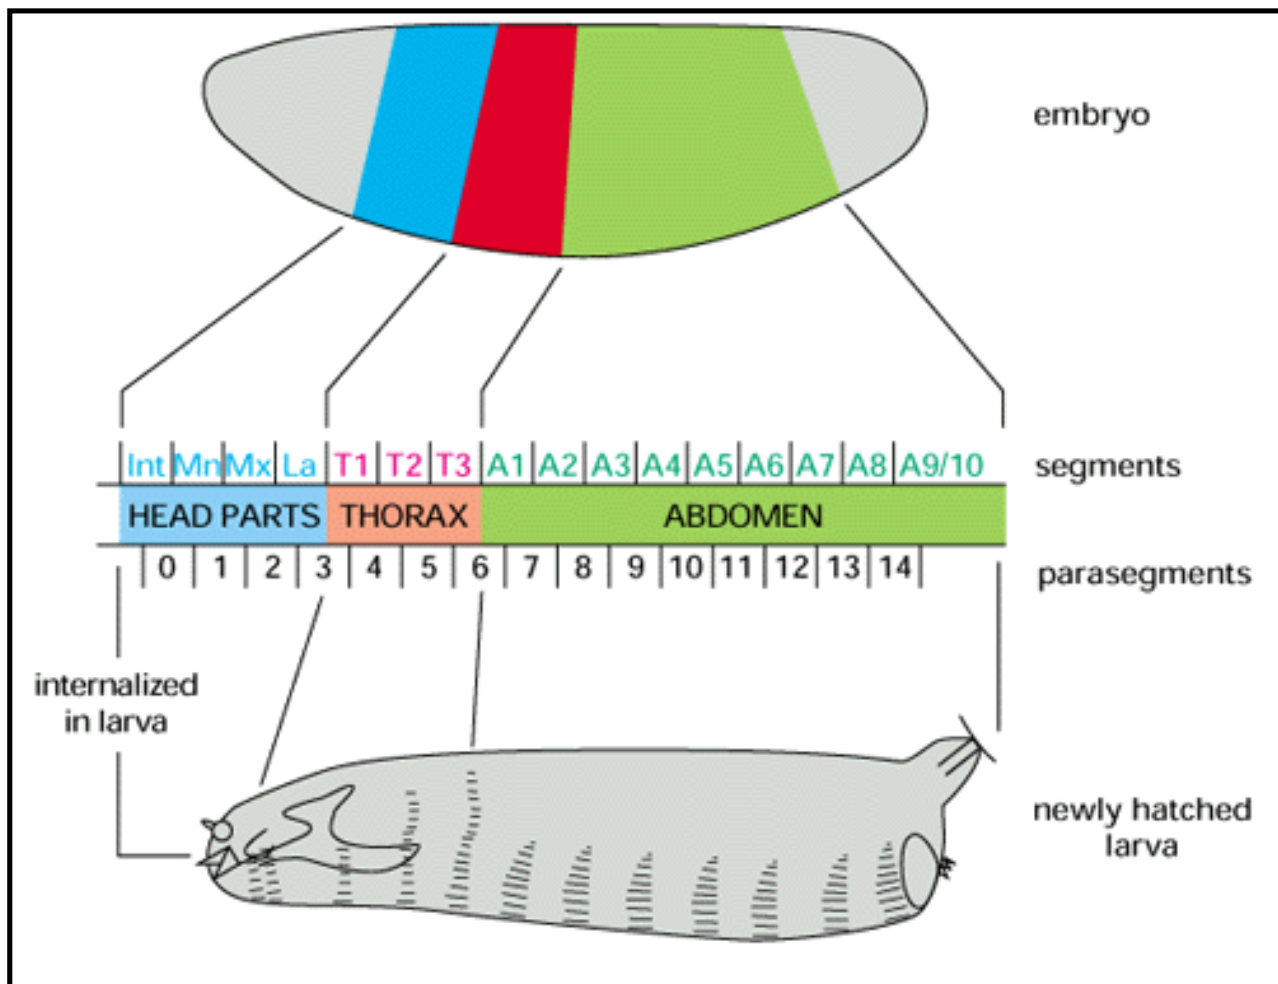 embryo
Int Mn Mx La T1 T2 T3 A1 A2 A3 A4 A5 A6 A7 A8 A9/10 segments
HEAD PARTS THORAX ABDOMEN
0 1 2 3 4 5 6 7 8 9 10 11 12 13 14 parasegments
internalized
in larva
newly hatched
larva